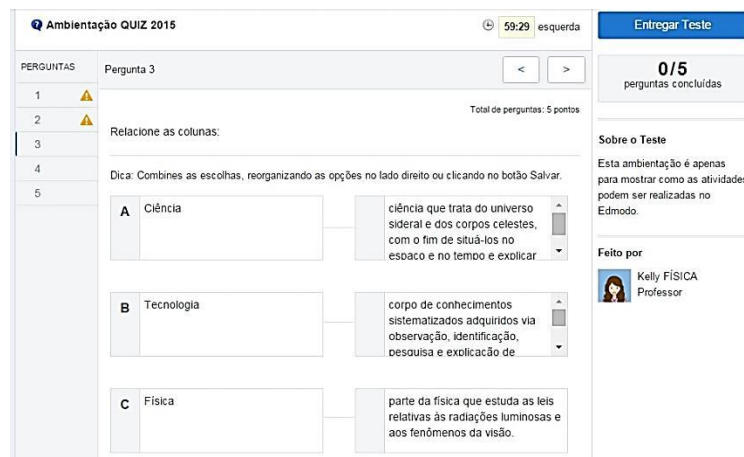 Ambientação QUIZ 2015
59:29 esquerda
Entregar Teste
PERGUNTAS
Pergunta 3
<
>
0/5
perguntas concluídas
1
2
3
4
5
Total de perguntas: 5 pontos
Relacione as colunas:
Dica: Combines as escolhas, reorganizando as opções no lado direito ou clicando no botão Salvar.
A Ciência
ciência que trata do universo
sideral e dos corpos celestes,
com o fim de situá-los no
espaço e no tempo e explicar
B Tecnologia
corpo de conhecimentos
sistematizados adquiridos via
observação, identificação,
pesquisa e explicação de
C Física
parte da física que estuda as leis
relativas às radiações luminosas e
aos fenômenos da visão.
Sobre o Teste
Esta ambientação é apenas
para mostrar como as atividades
podem ser realizadas no
Edmodo.
Feito por
Kelly FÍSICA
Professor